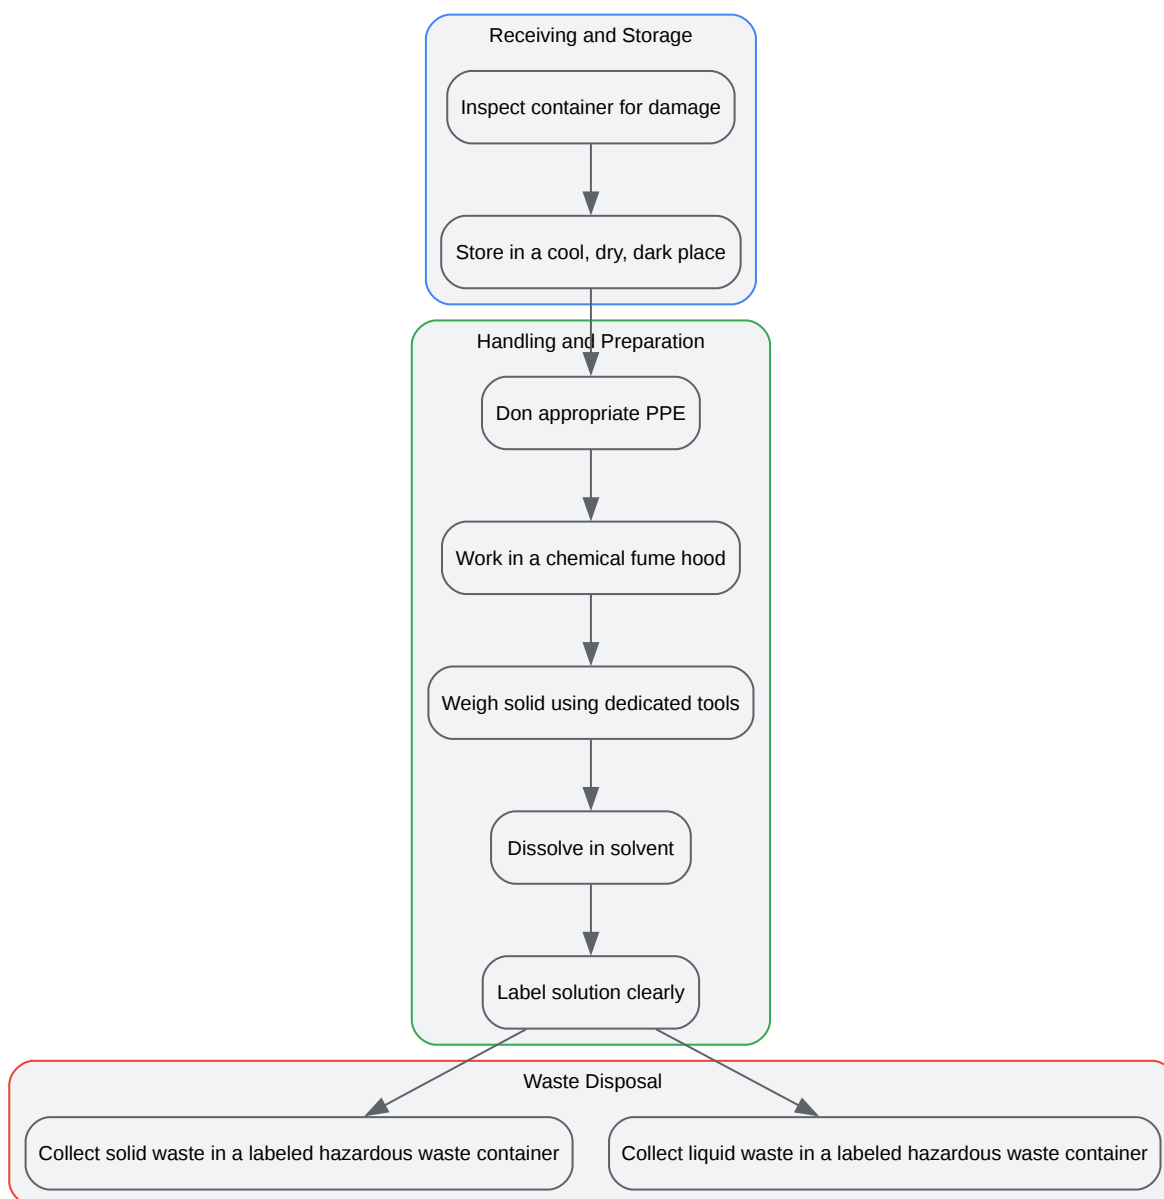 Receiving and Storage
Inspect container for damage
Store in a cool, dry, dark place
Handling and Preparation
Don appropriate PPE
Work in a chemical fume hood
Weigh solid using dedicated tools
Dissolve in solvent
Label solution clearly
Waste Disposal
Collect solid waste in a labeled hazardous waste container
Collect liquid waste in a labeled hazardous waste container